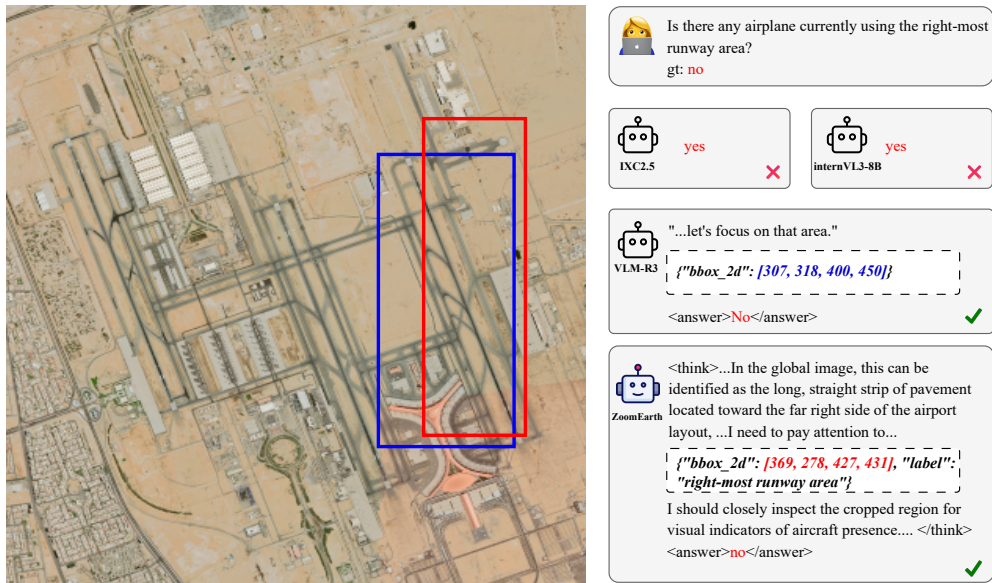 Is there any airplane currently using the right-most
runway area?
gt: no
IXC2.5
yes
internVL3-8B
yes
"...let's focus on that area."
VLM-R3
{"bbox_2d": [307, 318, 400, 450]}
<answer>No</answer>
<think>...In the global image, this can be
identified as the long, straight strip of pavement
located toward the far right side of the airport
layout, ...I need to pay attention to...
ZoomEarth
{"bbox_2d": [369, 278, 427, 431], "label":
"right-most runway area"}
I should closely inspect the cropped region for
visual indicators of aircraft presence.... </think>
<answer>no</answer>